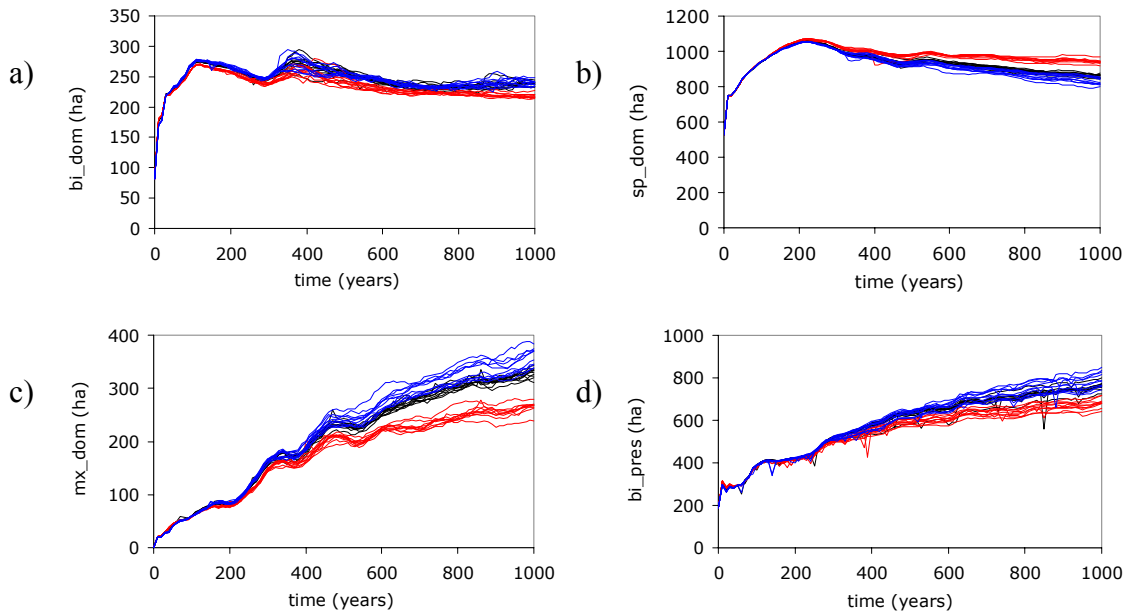 a)
bi_dom (ha)
350
300
250
200
150
100
50
0
0 200 400 600 800 1000
time (years)
b)
sp_dom (ha)
1200
1000
800
600
400
200
0
0 200 400 600 800 1000
time (years)
c)
mx_dom (ha)
400
300
200
100
0
0 200 400 600 800 1000
time (years)
d)
bi_pres (ha)
1000
800
600
400
200
0
0 200 400 600 800 1000
time (years)